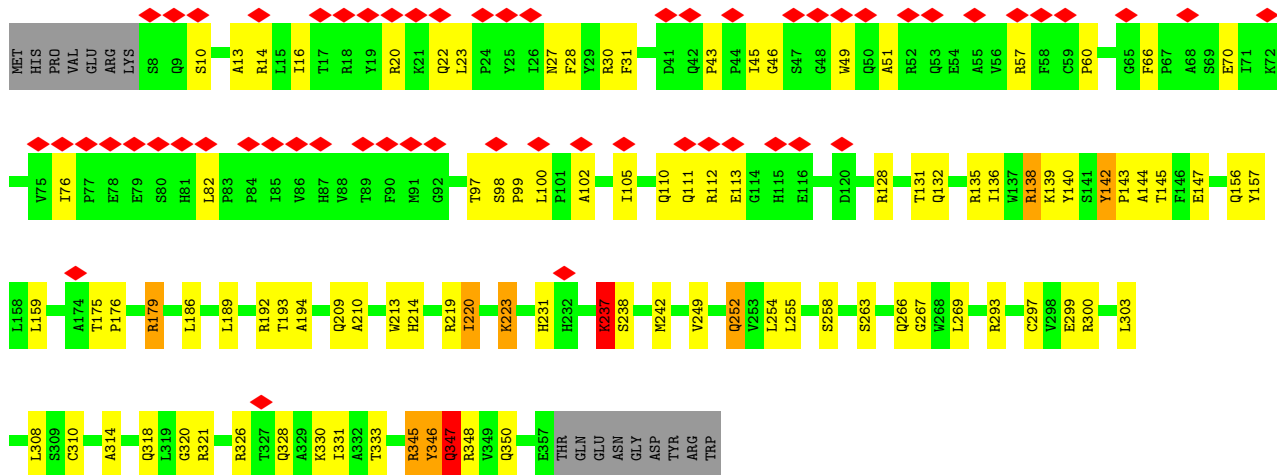 MET HIS PRO VAL GLU ARG LYS S8 Q9 S10 A13 R14 L15 I16 T17 R18 Y19 R20 K21 Q22 L23 P24 Y25 I26 N27 F28 Y29 R30 F31 D41 Q42 P43 P44 I45 G46 S47 G48 W49 Q50 A51 R52 Q53 E54 A55 V56 R57 F58 C59 P60 G65 F66 P67 A68 S69 E70 I71 K72
V75 I76 P77 E78 E79 S80 H81 L82 P83 P84 I85 V86 H87 V88 T89 F90 M91 G92 T97 S98 P99 L100 P101 A102 I105 Q110 Q111 R112 E113 G114 H115 E116 D120 R128 T131 Q132 R135 I136 W137 R138 K139 Y140 S141 Y142 P143 A144 T145 F146 E147 Q156 Y157
L158 L159 A174 T175 P176 R179 L186 L189 R192 T193 A194 Q209 A210 W213 H214 R219 I220 K223 H231 H232 K237 S238 M242 V249 Q252 V253 L254 L255 S258 S263 Q266 G267 W268 L269 R293 C297 V298 E299 R300 L303
L308 S309 C310 A314 Q318 L319 G320 R321 R326 T327 Q328 A329 K330 I331 A332 T333 R345 Y346 Q347 R348 V349 Q350 E357 THR GLN GLU ASN GLY ASP TYR ARG TRP